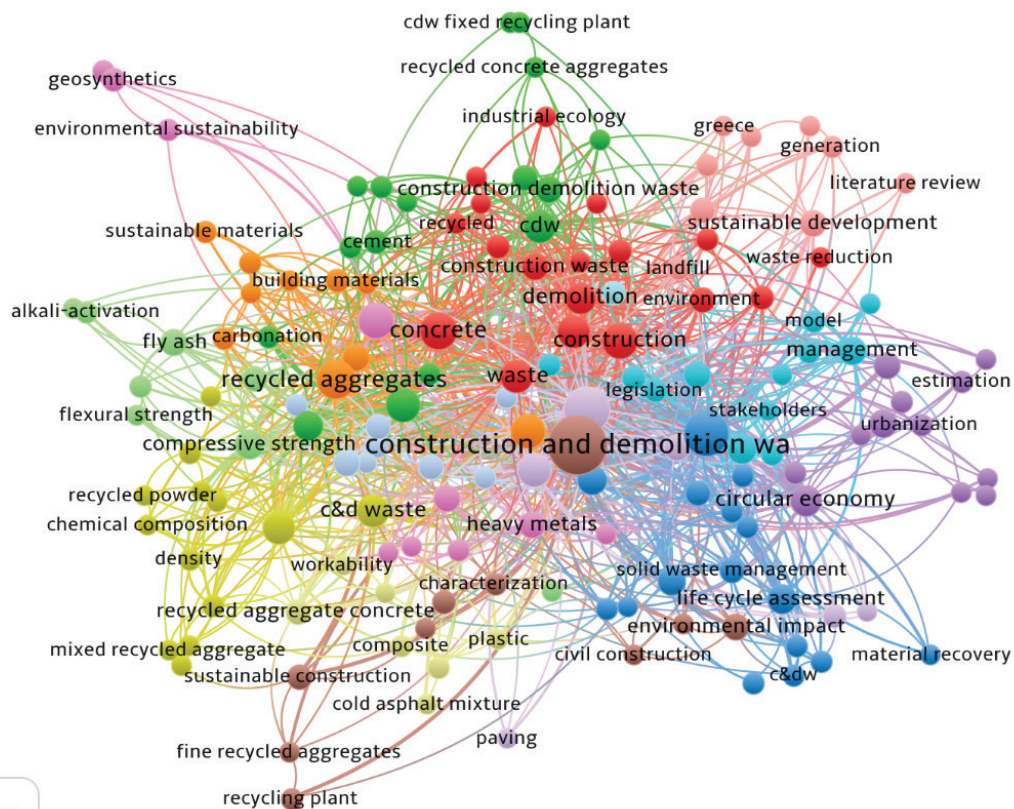 cdw fixed recycling plant
recycled concrete aggregates
geosynthetics
industrial ecology
environmental sustainability
greece
generation
literature review
construction demolition waste
recycled
cdw
sustainable development
sustainable materials
cement
construction waste
landfill
waste reduction
building materials
demolition
environment
alkali-activation
fly ash
carbonation
concrete
construction
model
management
recycled aggregates
waste
legislation
estimation
flexural strength
stakeholders
urbanization
compressive strength
construction and demolition wa
recycled powder
chemical composition
c&d waste
heavy metals
circular economy
density
workability
characterization
solid waste management
life cycle assessment
recycled aggregate concrete
environmental impact
mixed recycled aggregate
composite
plastic
civil construction
material recovery
sustainable construction
c&dw
cold asphalt mixture
paving
fine recycled aggregates
recycling plant